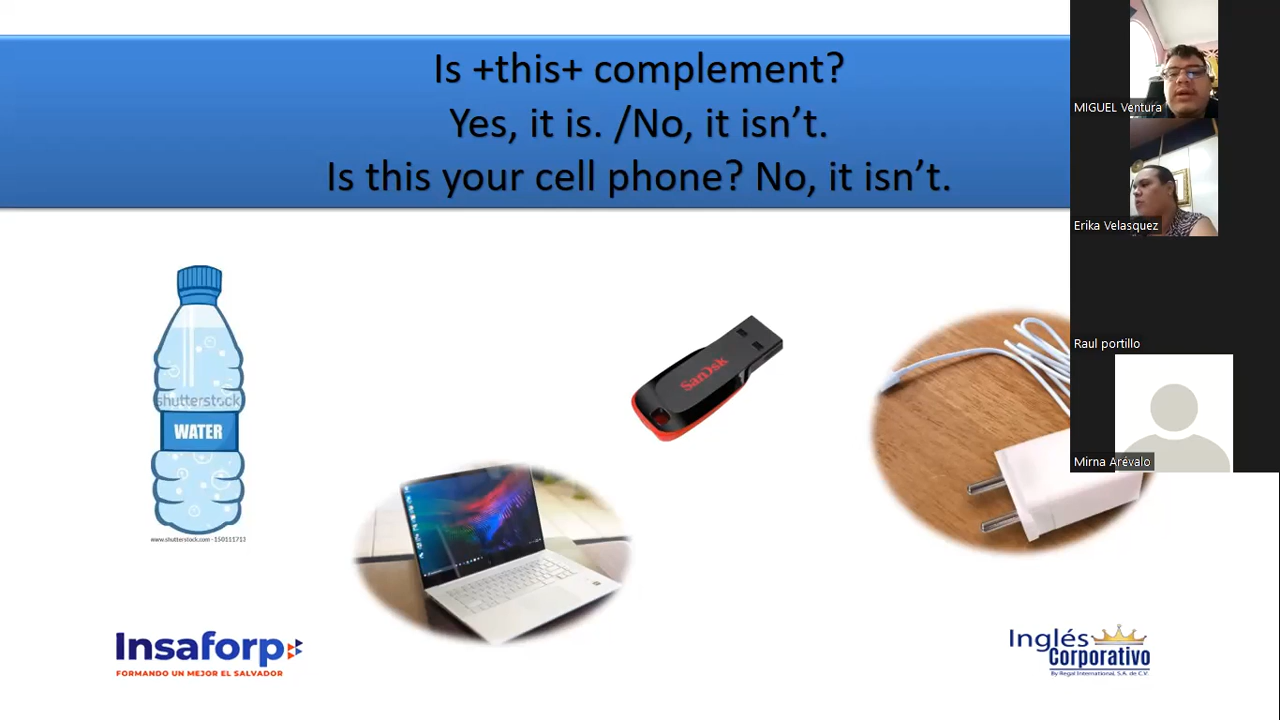 Is +this+ complement?
Yes, it is. /No, it isn’t.
Is this your cell phone? No, it isn’t.
MIGUEL Ventura
Erika Velasquez
Raul portillo
Mirna Arévalo
shutterstock
WATER
www.shutterstock.com · 150111713
SanDisk
Insaforp
FORMANDO UN MEJOR EL SALVADOR
Inglés
Corporativo
By Regal International, S.A. de C.V.